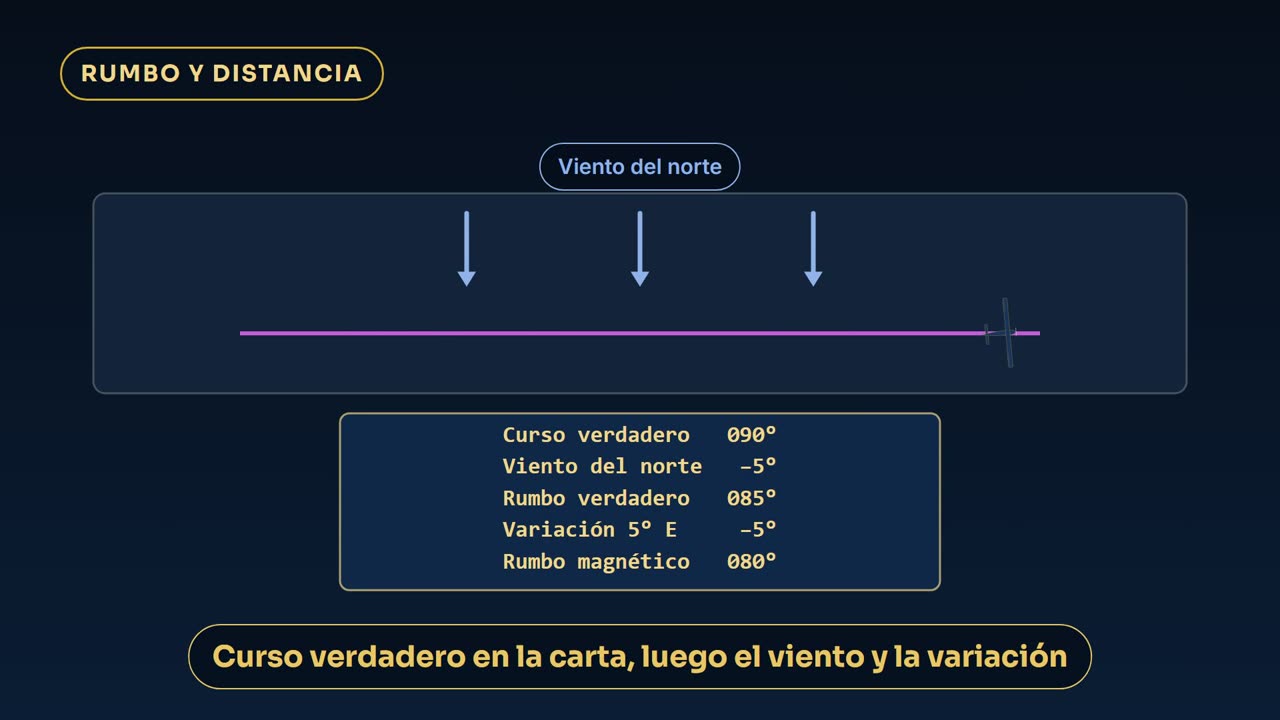 RUMBO Y DISTANCIA
Viento del norte
Curso verdadero 090°
Viento del norte –5°
Rumbo verdadero 085°
Variación 5° E –5°
Rumbo magnético 080°
Curso verdadero en la carta, luego el viento y la variación